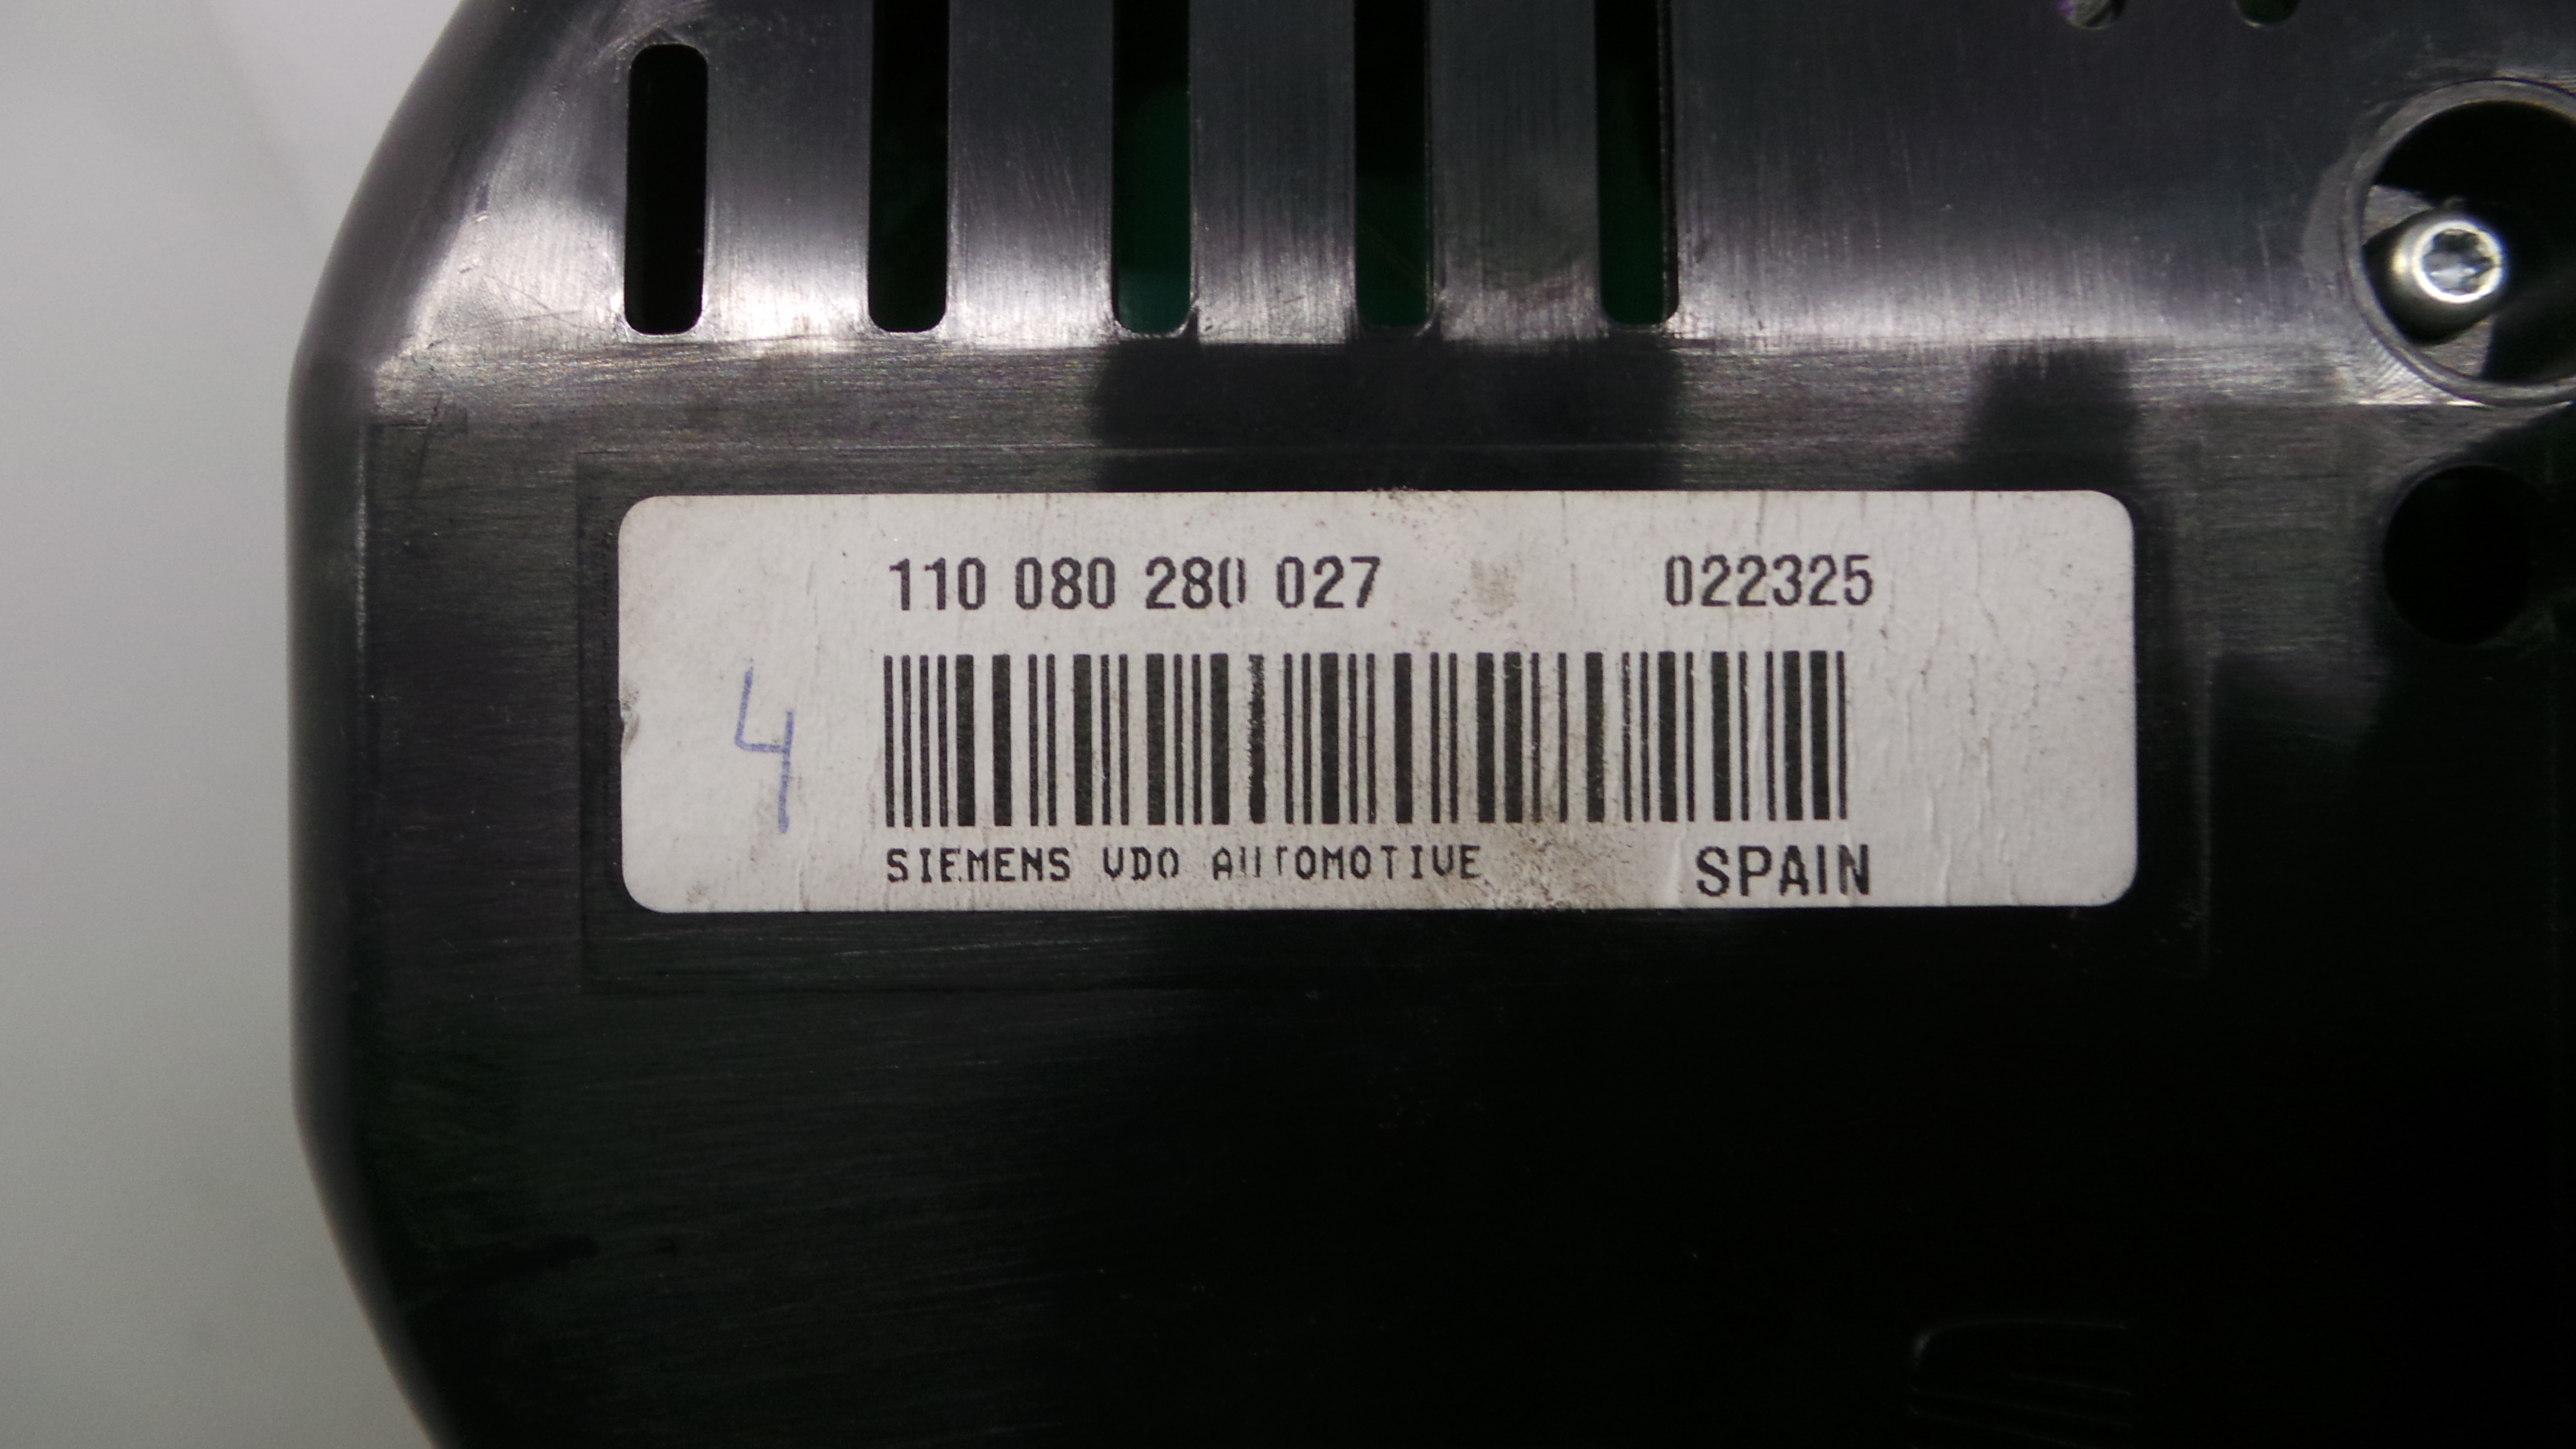 110 080 280 027 022325
4
SIEMENS VDO AUTOMOTIVE SPAIN